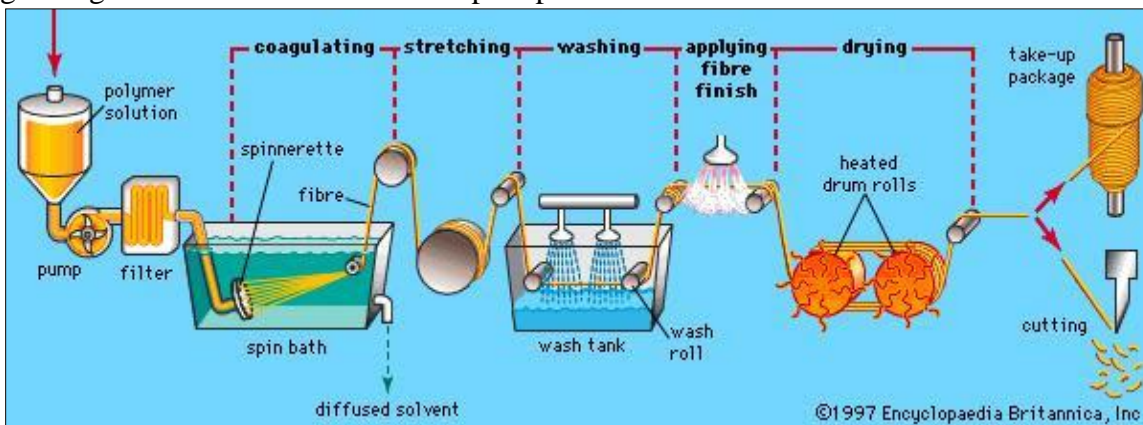 coagulating
stretching
washing
applying
fibre
finish
drying
take-up
package
polymer
solution
spinnerette
fibre
heated
drum rolls
pump
filter
spin bath
wash tank
wash
roll
cutting
diffused solvent
©1997 Encyclopaedia Britannica, Inc